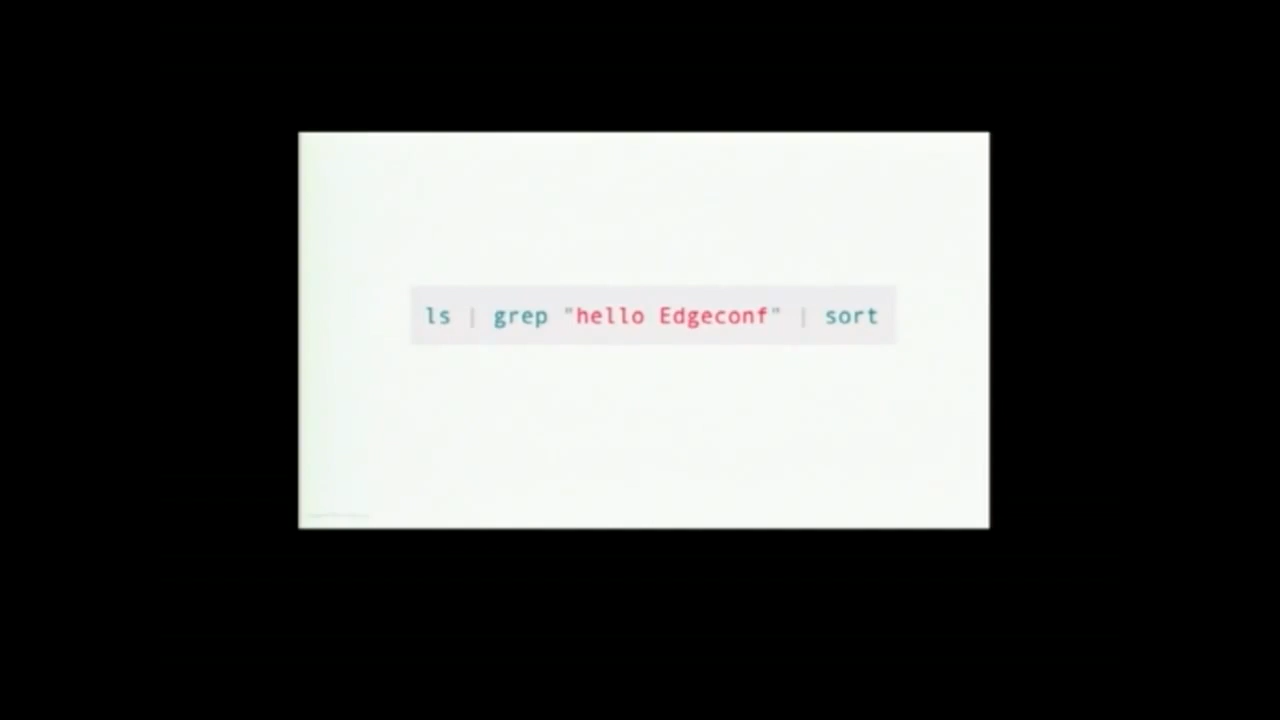 ls | grep "hello Edgeconf" | sort